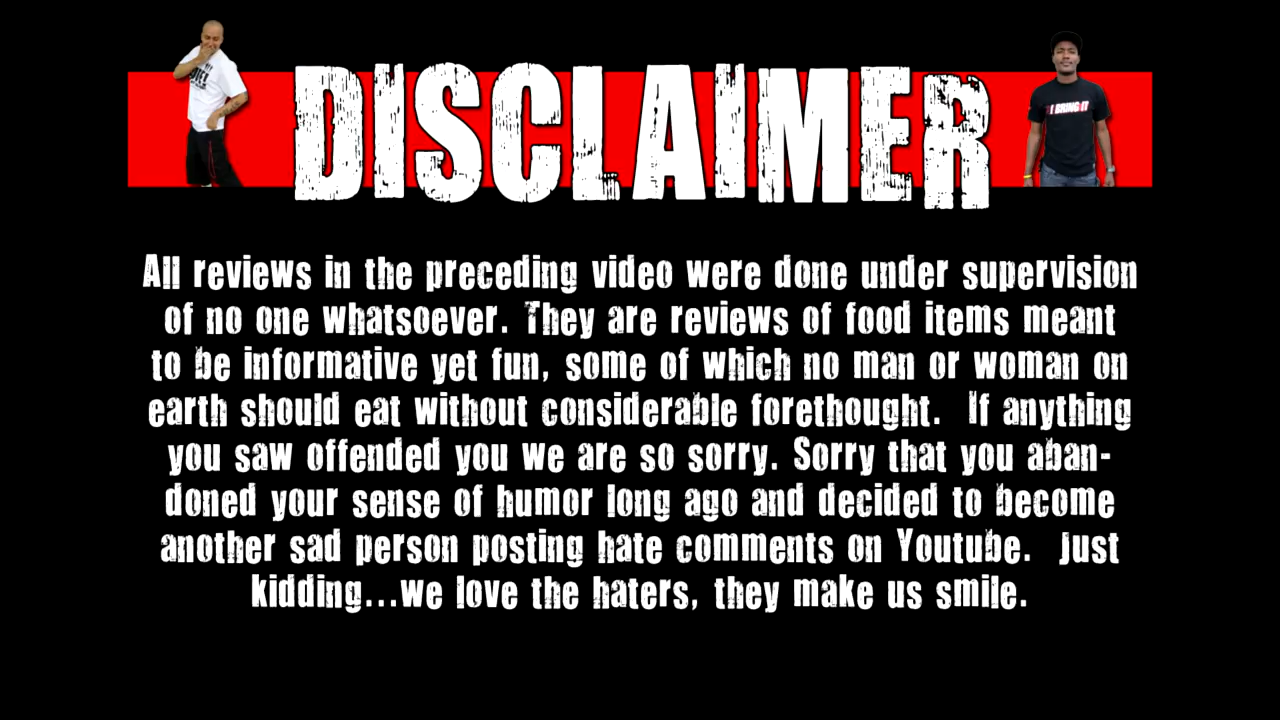 DISCLAIMER
I BRING IT
All reviews in the preceding video were done under supervision
of no one whatsoever. They are reviews of food items meant
to be informative yet fun, some of which no man or woman on
earth should eat without considerable forethought. If anything
you saw offended you we are so sorry. Sorry that you aban-
doned your sense of humor long ago and decided to become
another sad person posting hate comments on Youtube. Just
kidding...we love the haters, they make us smile.